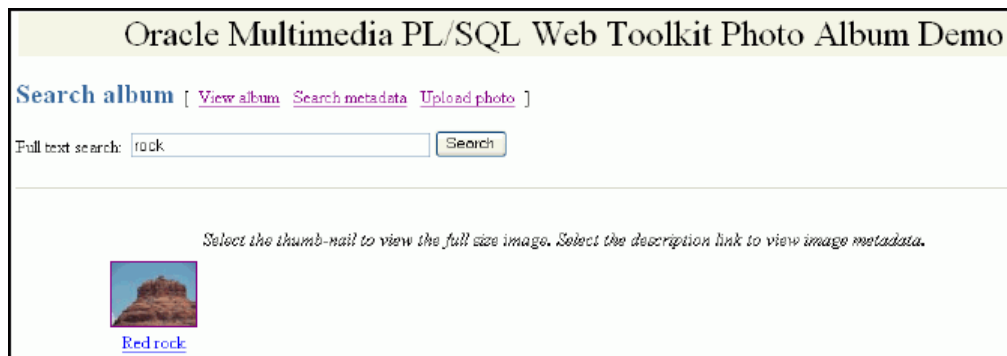 Oracle Multimedia PL/SQL Web Toolkit Photo Album Demo
Search album [ View album Search metadata Upload photo ]
Full text search: rock Search
Select the thumb-nail to view the full size image. Select the description link to view image metadata.
Red rock